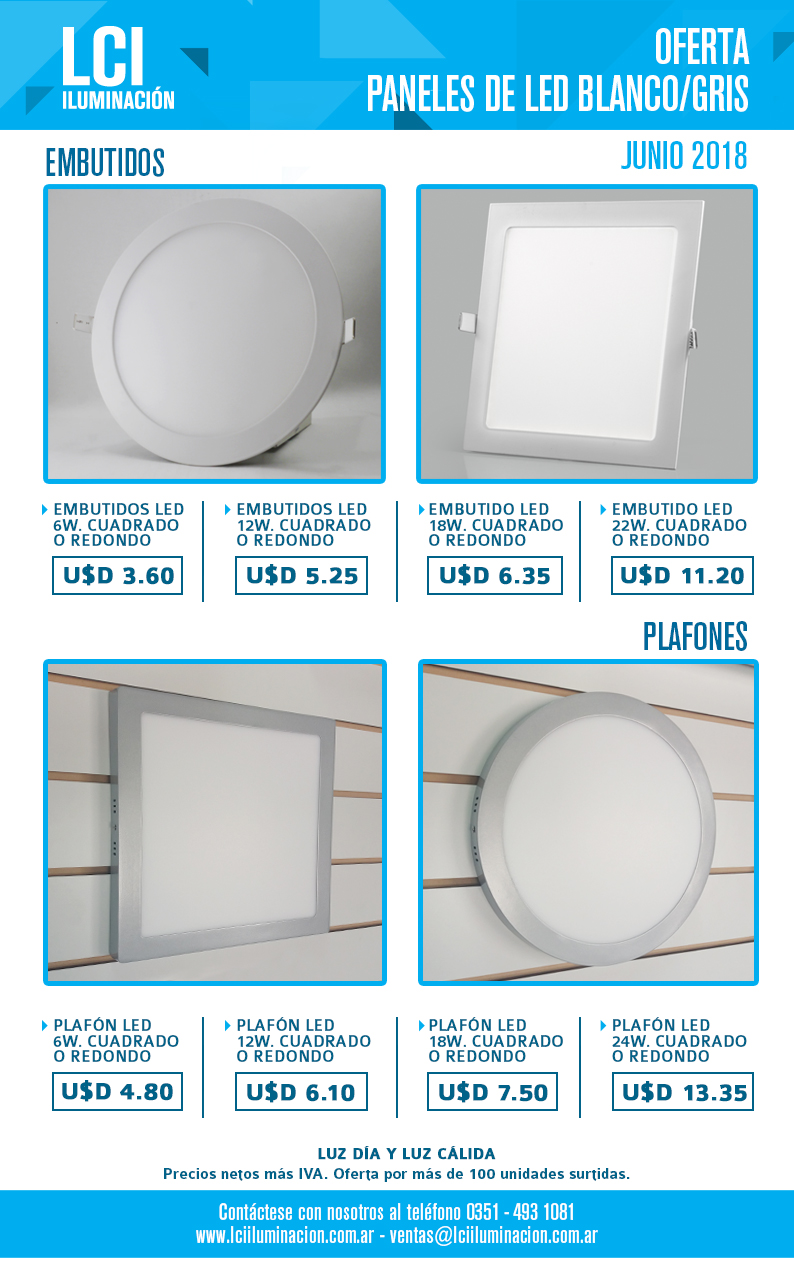 LCI
ILUMINACIÓN
OFERTA
PANELES DE LED BLANCO/GRIS
EMBUTIDOS
JUNIO 2018
EMBUTIDOS LED
6W. CUADRADO
O REDONDO
U$D 3.60
EMBUTIDOS LED
12W. CUADRADO
O REDONDO
U$D 5.25
EMBUTIDO LED
18W. CUADRADO
O REDONDO
U$D 6.35
EMBUTIDO LED
22W. CUADRADO
O REDONDO
U$D 11.20
PLAFONES
PLAFÓN LED
6W. CUADRADO
O REDONDO
U$D 4.80
PLAFÓN LED
12W. CUADRADO
O REDONDO
U$D 6.10
PLAFÓN LED
18W. CUADRADO
O REDONDO
U$D 7.50
PLAFÓN LED
24W. CUADRADO
O REDONDO
U$D 13.35
LUZ DÍA Y LUZ CÁLIDA
Precios netos más IVA. Oferta por más de 100 unidades surtidas.
Contáctese con nosotros al teléfono 0351 - 493 1081
www.lciiluminacion.com.ar - ventas@lciiluminacion.com.ar